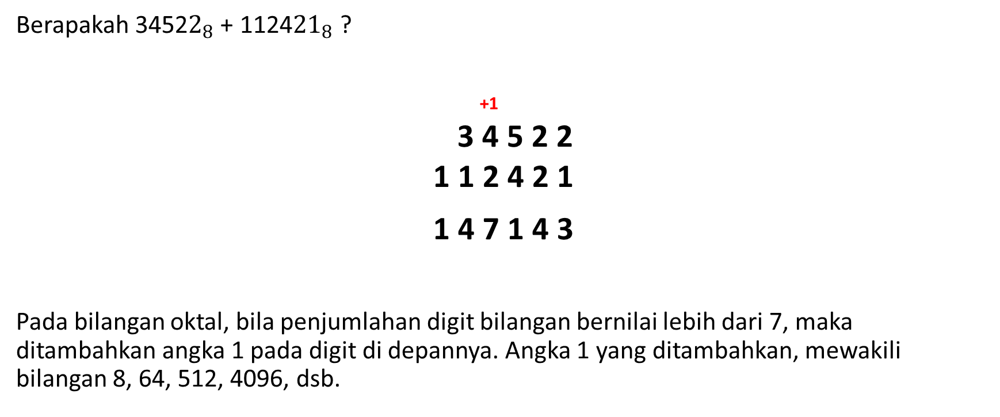 Berapakah 34522₈ + 112421₈ ?
+1
3 4 5 2 2
1 1 2 4 2 1
1 4 7 1 4 3
Pada bilangan oktal, bila penjumlahan digit bilangan bernilai lebih dari 7, maka
ditambahkan angka 1 pada digit di depannya. Angka 1 yang ditambahkan, mewakili
bilangan 8, 64, 512, 4096, dsb.